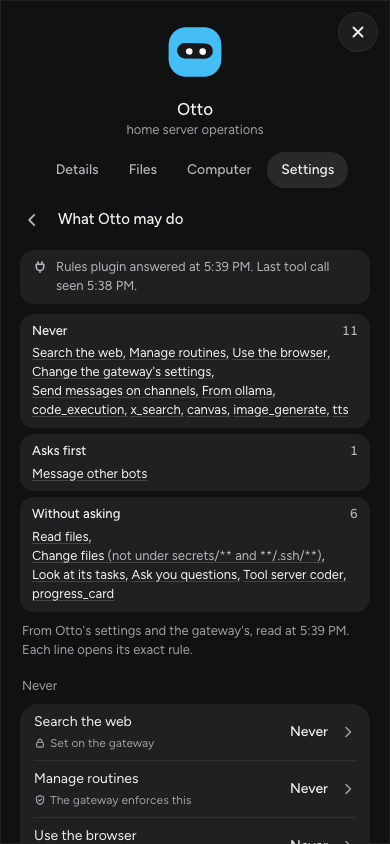 Otto
home server operations
Details Files Computer Settings
What Otto may do
Rules plugin answered at 5:39 PM. Last tool call
seen 5:38 PM.
Never 11
Search the web, Manage routines, Use the browser,
Change the gateway's settings,
Send messages on channels, From ollama,
code_execution, x_search, canvas, image_generate, tts
Asks first 1
Message other bots
Without asking 6
Read files,
Change files (not under secrets/** and **/.ssh/**),
Look at its tasks, Ask you questions, Tool server coder,
progress_card
From Otto's settings and the gateway's, read at 5:39 PM.
Each line opens its exact rule.
Never
Search the web
Never
Set on the gateway
Manage routines
Never
The gateway enforces this
Use the browser
Never